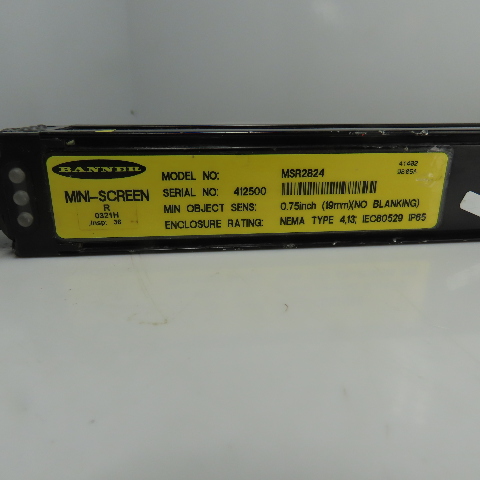 BANNER
MINI-SCREEN
R
0321H
Insp: 36
MODEL NO: MSR2824
SERIAL NO: 412500
MIN OBJECT SENS: 0.75inch (19mm)(NO BLANKING)
ENCLOSURE RATING: NEMA TYPE 4,13; IEC60529 IP65